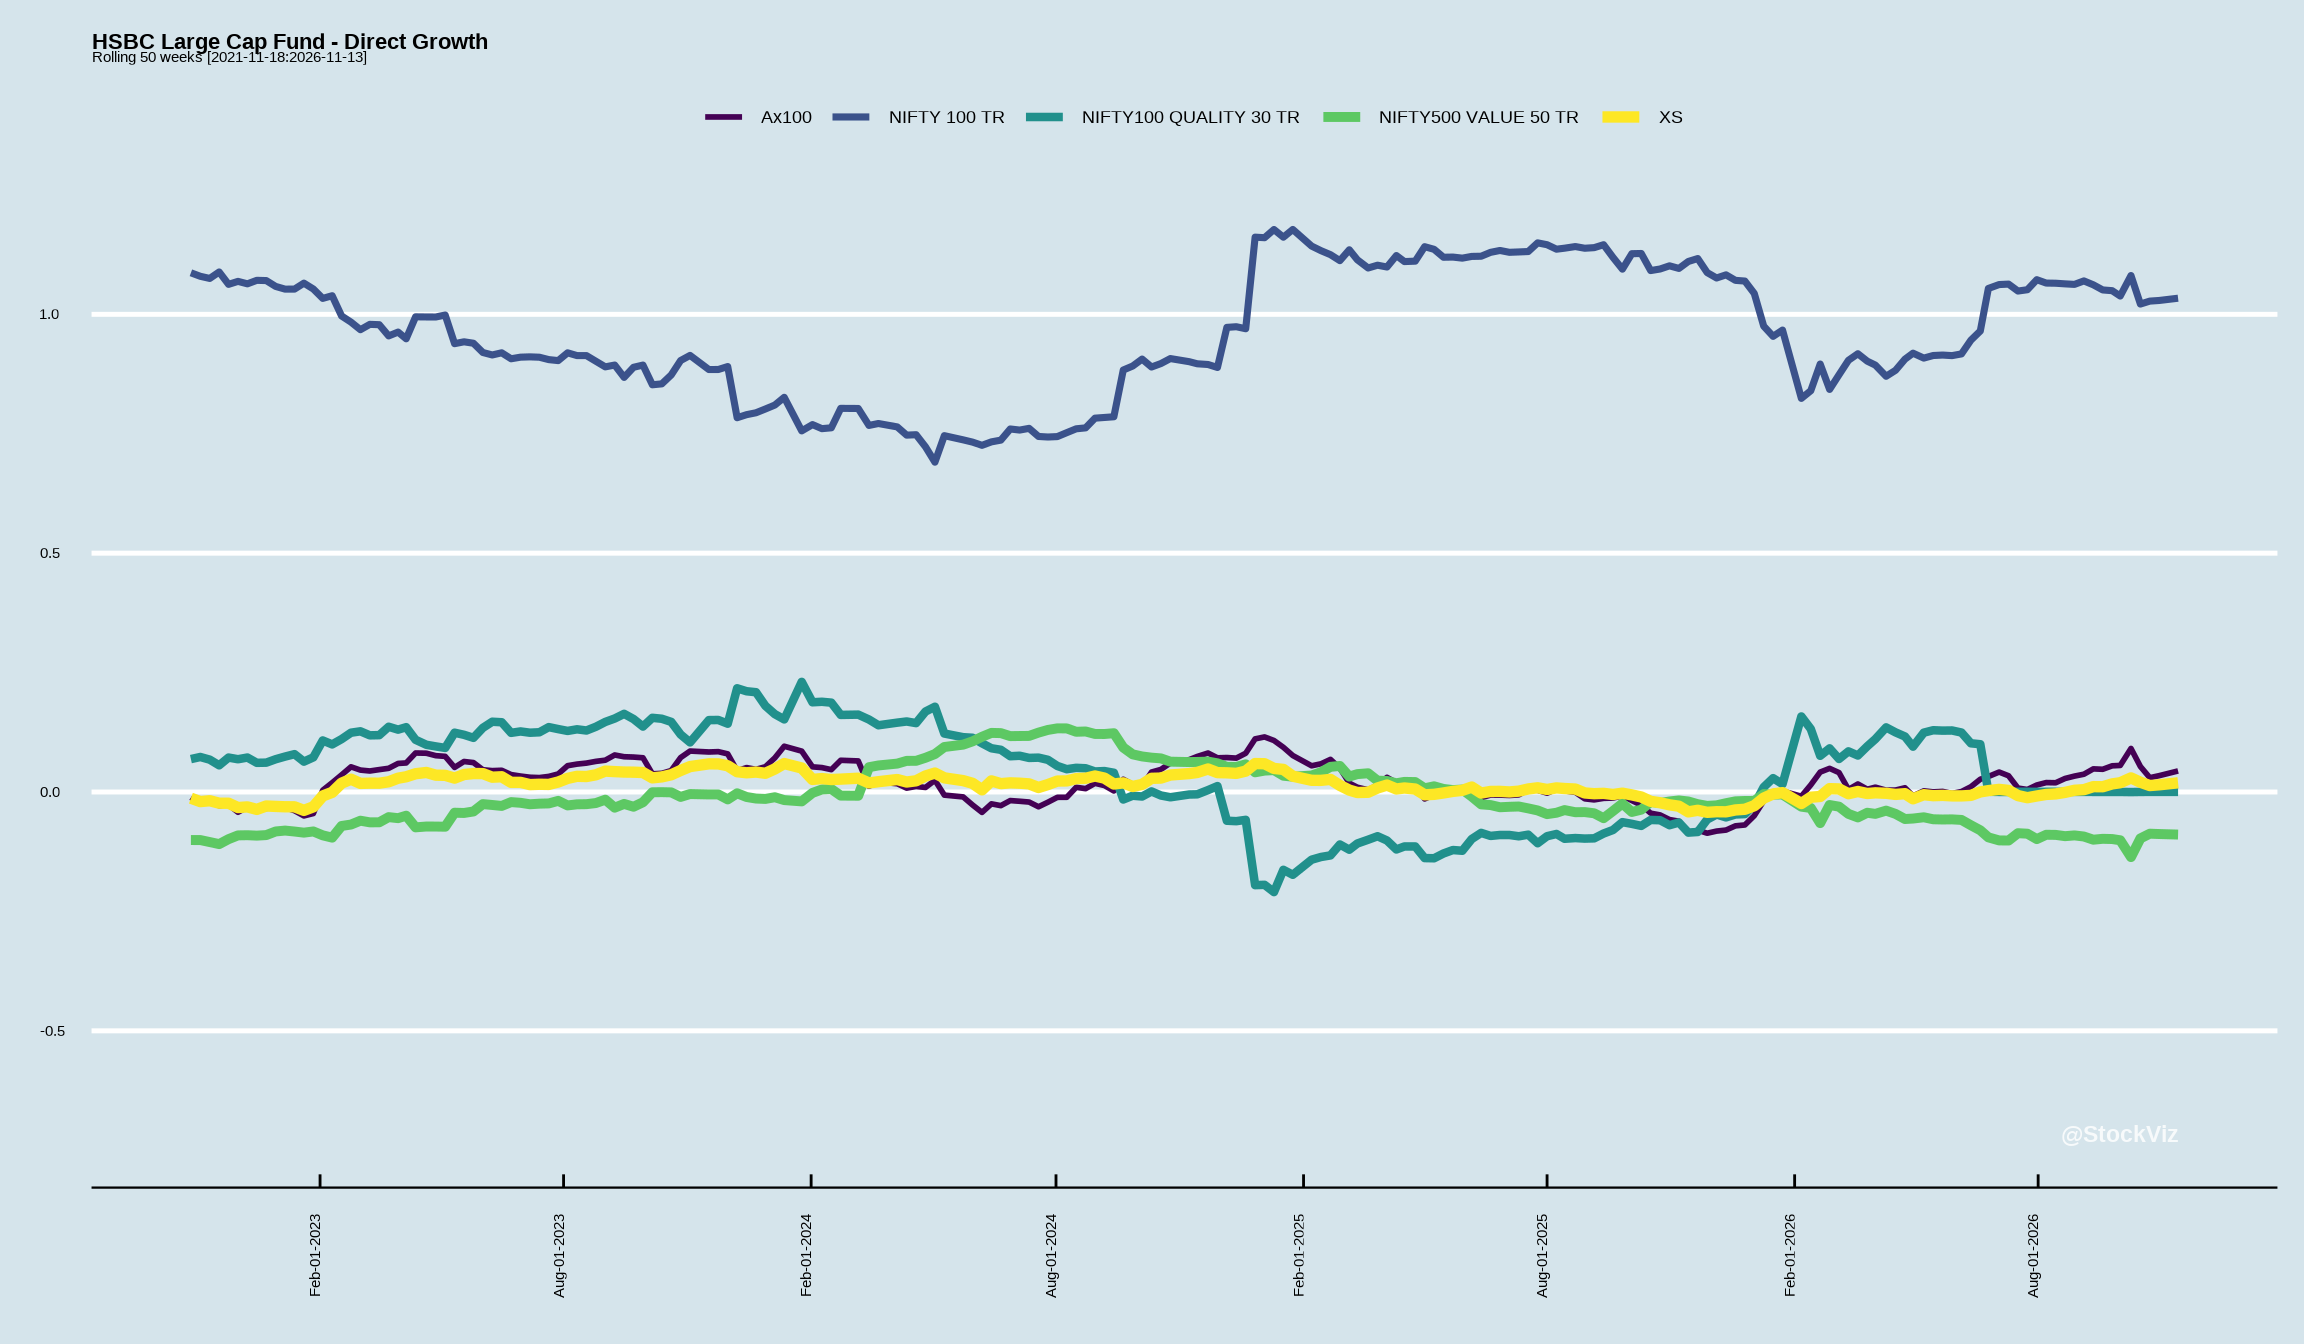 HSBC Large Cap Fund - Direct Growth
Rolling 50 weeks [2021-11-18:2026-11-13]
Ax100 NIFTY 100 TR NIFTY100 QUALITY 30 TR NIFTY500 VALUE 50 TR XS
1.0
0.5
0.0
-0.5
@StockViz
Feb-01-2023 Aug-01-2023 Feb-01-2024 Aug-01-2024 Feb-01-2025 Aug-01-2025 Feb-01-2026 Aug-01-2026